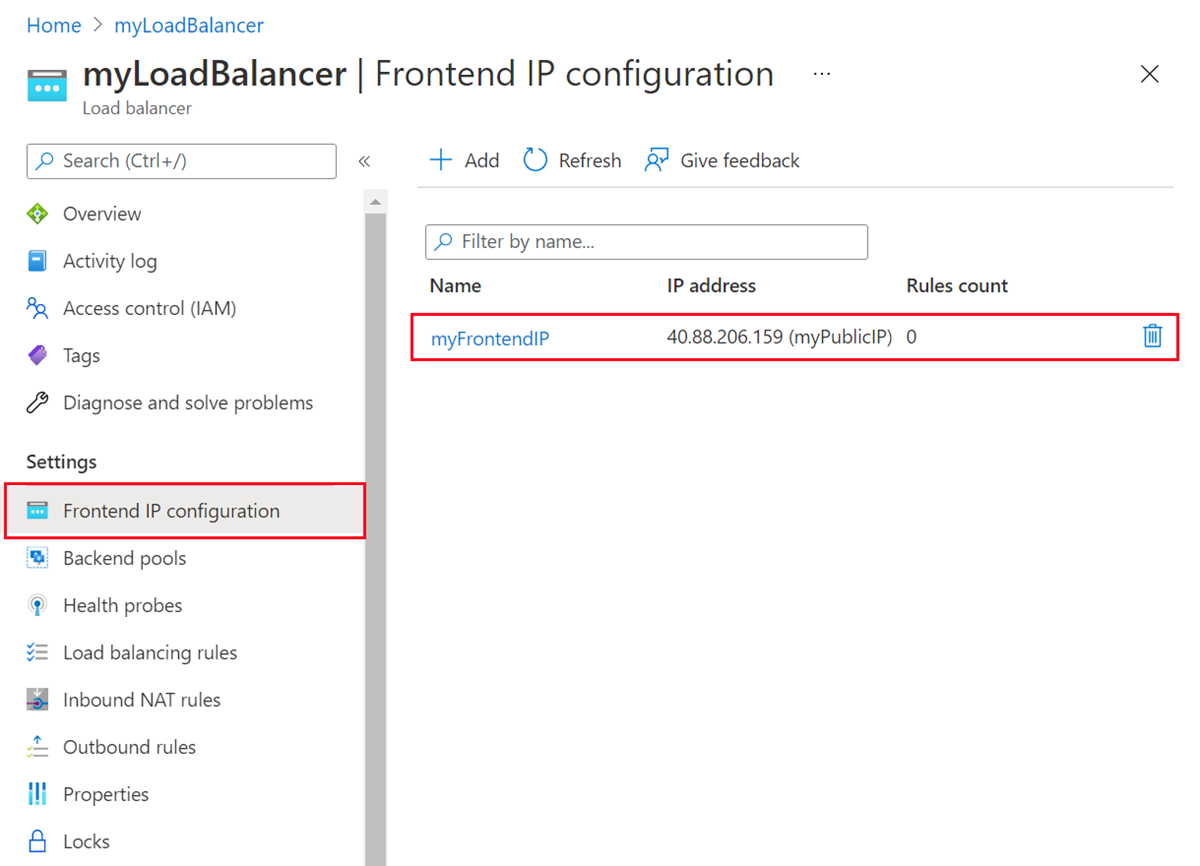 Home > myLoadBalancer
myLoadBalancer | Frontend IP configuration ...
Load balancer
Search (Ctrl+/) «
Add Refresh Give feedback
Overview
Activity log
Access control (IAM)
Tags
Diagnose and solve problems
Settings
Frontend IP configuration
Backend pools
Health probes
Load balancing rules
Inbound NAT rules
Outbound rules
Properties
Locks
Filter by name...
Name IP address Rules count
myFrontendIP 40.88.206.159 (myPublicIP) 0